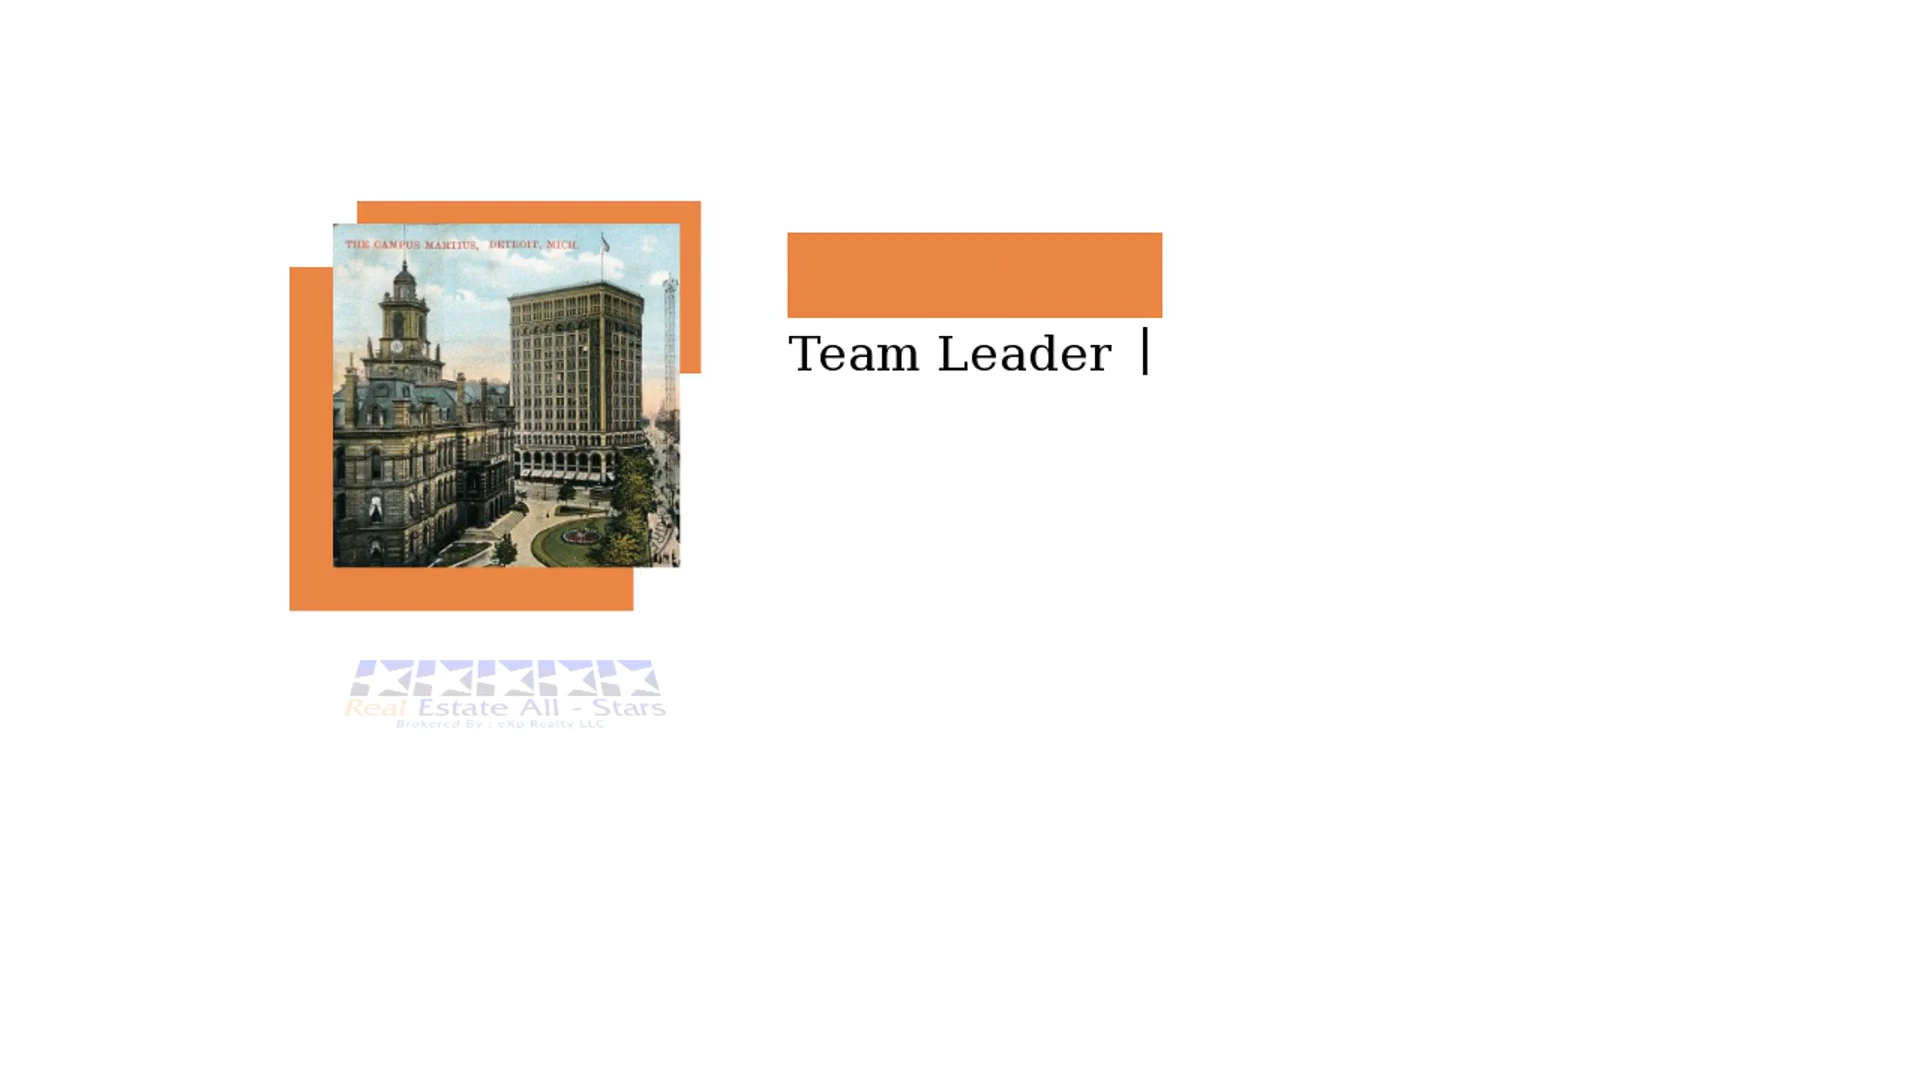 THE CAMPUS MARTIUS, DETROIT, MICH.
Team Leader |
Real Estate All - Stars
Brokered By : eXp Realty LLC